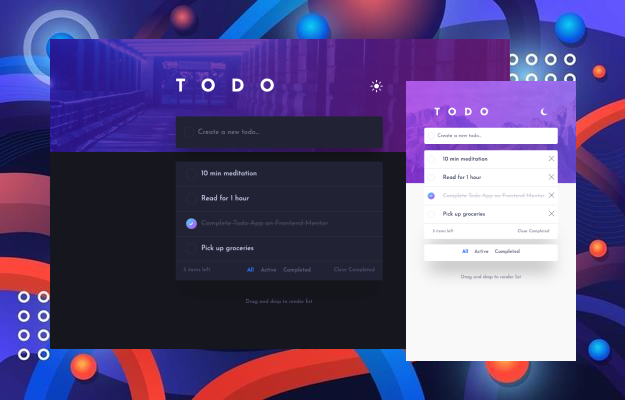 TODO
Create a new todo..
10 min meditation
Read for 1 hour
Complete Todo App on Frontend Mentor
Pick up groceries
5 items left
All Active Completed
Clear Completed
Drag and drop to reorder list
TODO
Create a new todo..
10 min meditation
Read for 1 hour
Complete Todo App on Frontend Mentor
Pick up groceries
5 items left
Clear Completed
All Active Completed
Drag and drop to reorder list